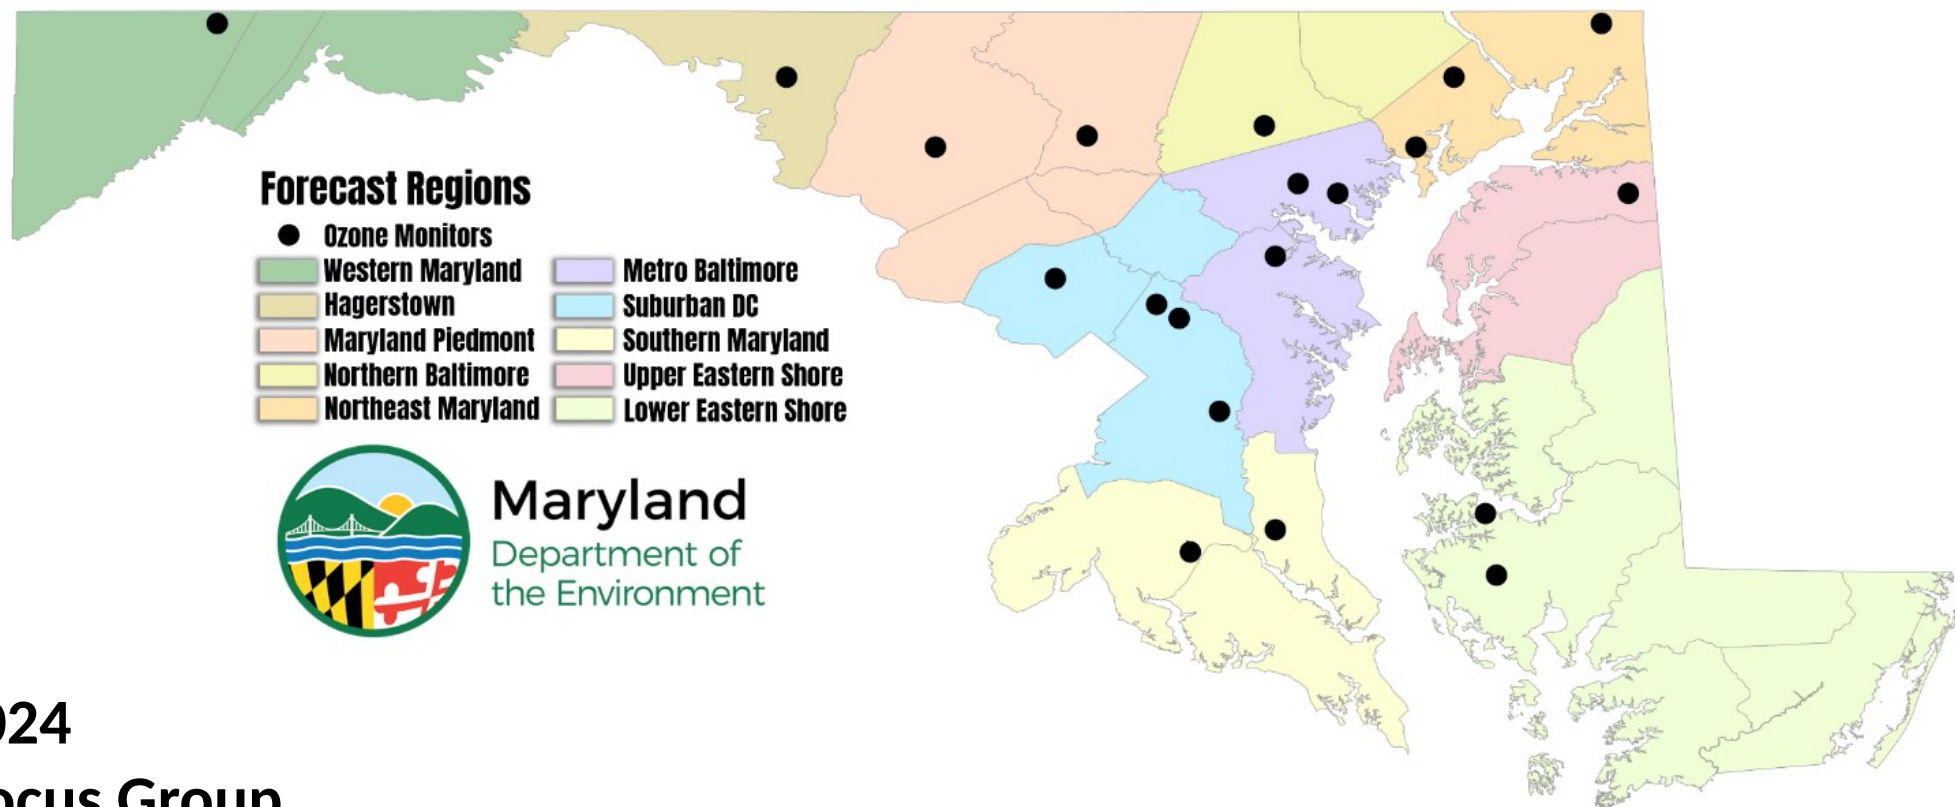 Forecast Regions
Ozone Monitors
Western Maryland
Hagerstown
Maryland Piedmont
Northern Baltimore
Northeast Maryland
Metro Baltimore
Suburban DC
Southern Maryland
Upper Eastern Shore
Lower Eastern Shore
Maryland
Department of
the Environment
024
ocus Group